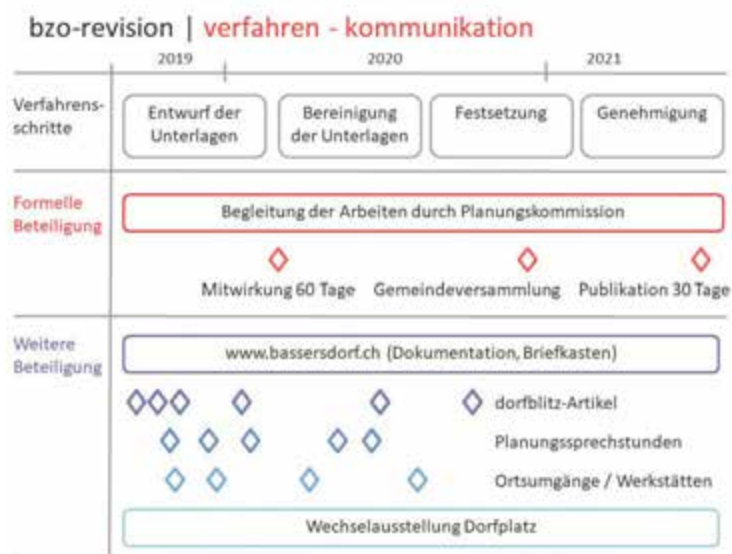 bzo-revision | verfahren - kommunikation
2019 2020 2021
Verfahrens-
schritte
Entwurf der
Unterlagen
Bereinigung
der Unterlagen
Festsetzung
Genehmigung
Formelle
Beteiligung
Begleitung der Arbeiten durch Planungskommission
Mitwirkung 60 Tage Gemeindeversammlung Publikation 30 Tage
Weitere
Beteiligung
www.bassersdorf.ch (Dokumentation, Briefkasten)
dorfblitz-Artikel
Planungssprechstunden
Ortsumgänge / Werkstätten
Wechselausstellung Dorfplatz